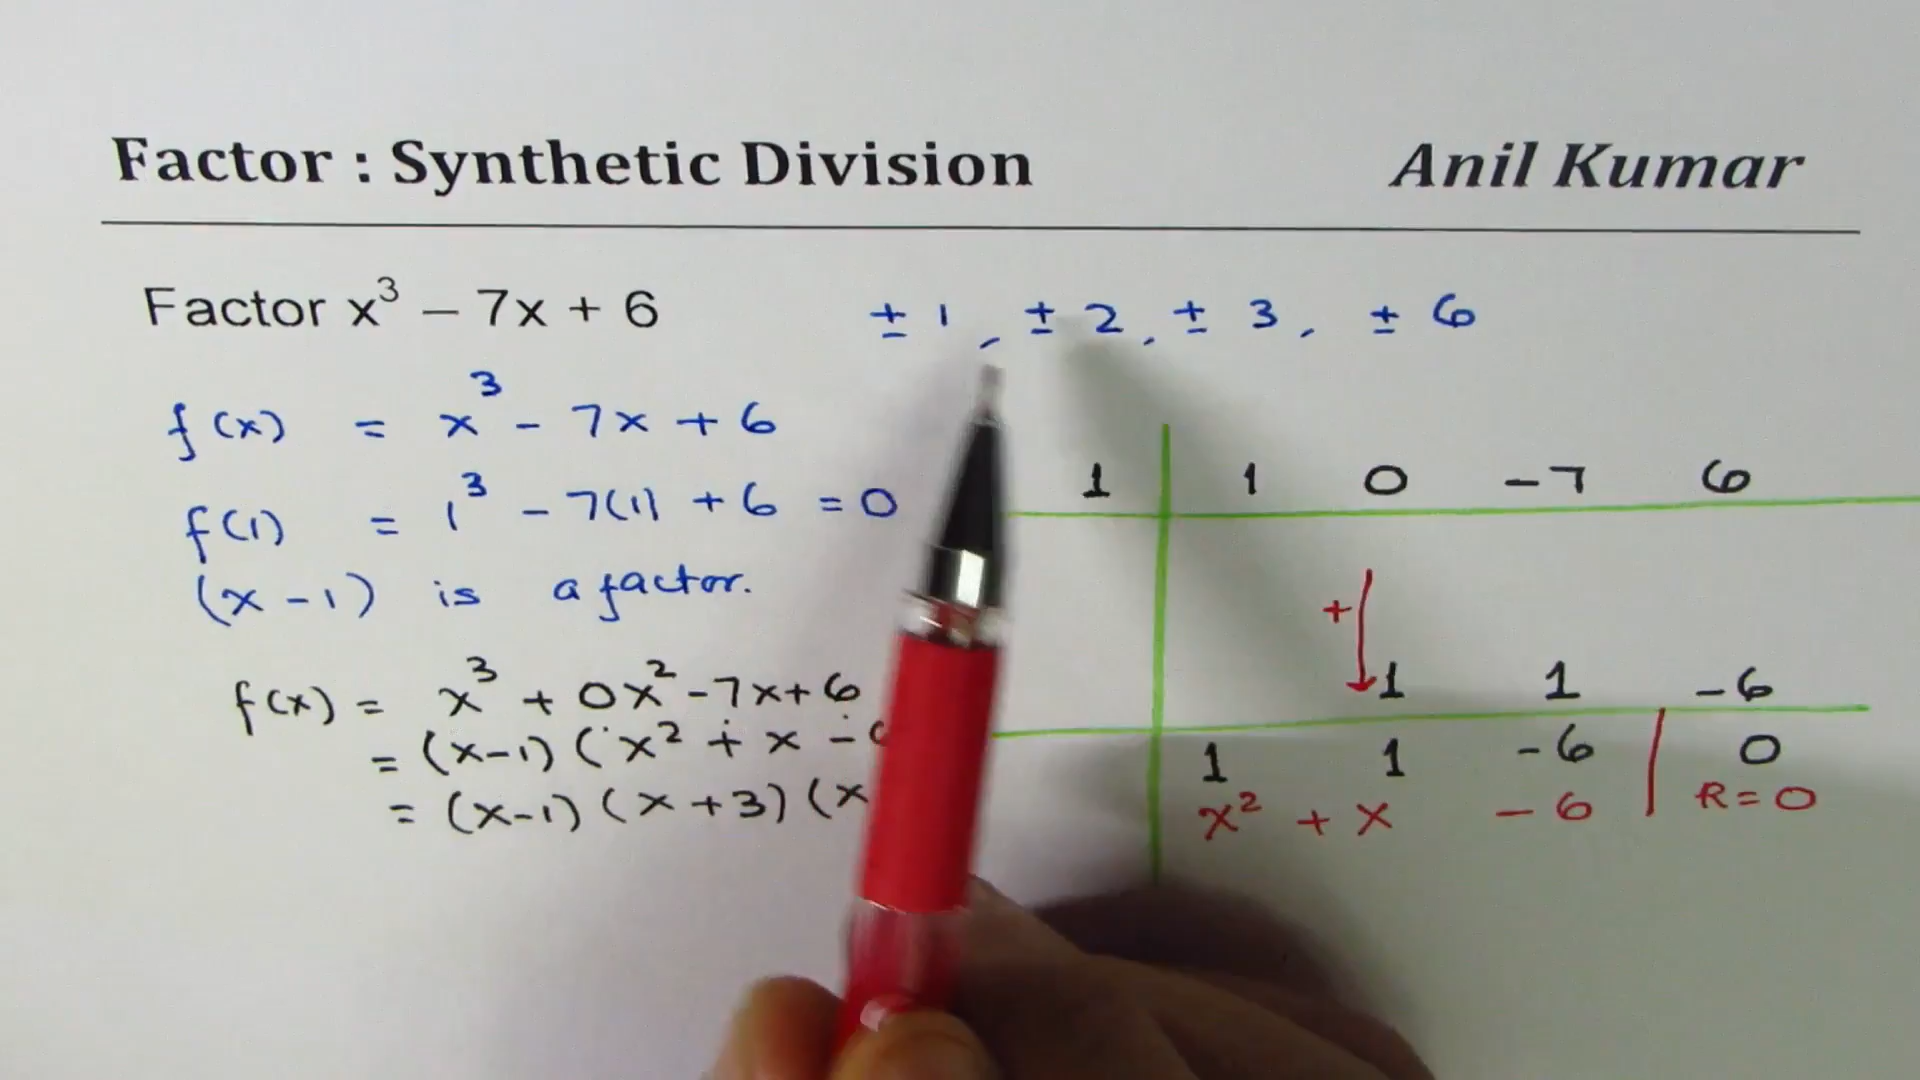 Factor : Synthetic Division Anil Kumar
Factor x³ – 7x + 6
± 1, ± 2, ± 3, ± 6
f(x) = x³ - 7x + 6
f(1) = 1³ - 7(1) + 6 = 0
(x - 1) is a factor.
f(x) = x³ + 0x² - 7x + 6
= (x-1) (x² + x -
= (x-1) (x + 3) (x
1 1 0 -7 6
+ 1 1 -6
1 1 -6 0
x² + x - 6 R = 0